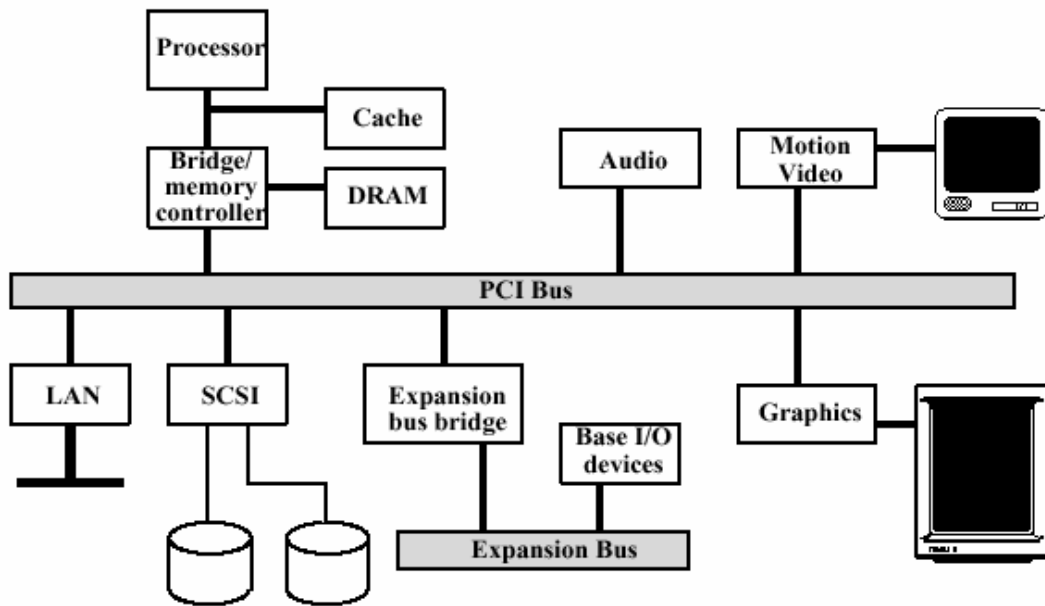 Processor
Cache
Bridge/
memory
controller
DRAM
Audio
Motion
Video
PCI Bus
LAN
SCSI
Expansion
bus bridge
Base I/O
devices
Graphics
Expansion Bus